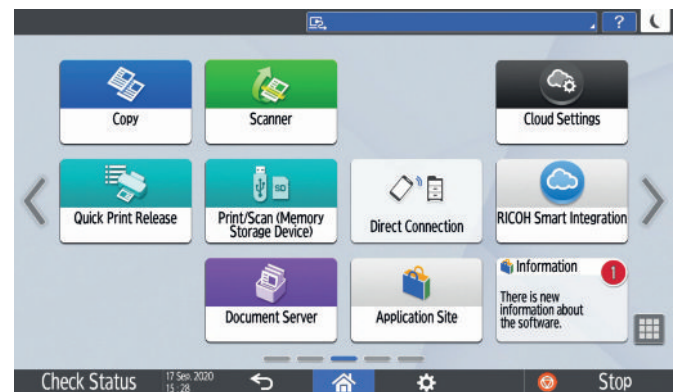 ?
Copy
Scanner
Cloud Settings
Quick Print Release
SD
Print/Scan (Memory
Storage Device)
Direct Connection
RICOH Smart Integration
Document Server
Application Site
Information
1
There is new
information about
the software.
Check Status
17 Sep. 2020
15 : 28
Stop